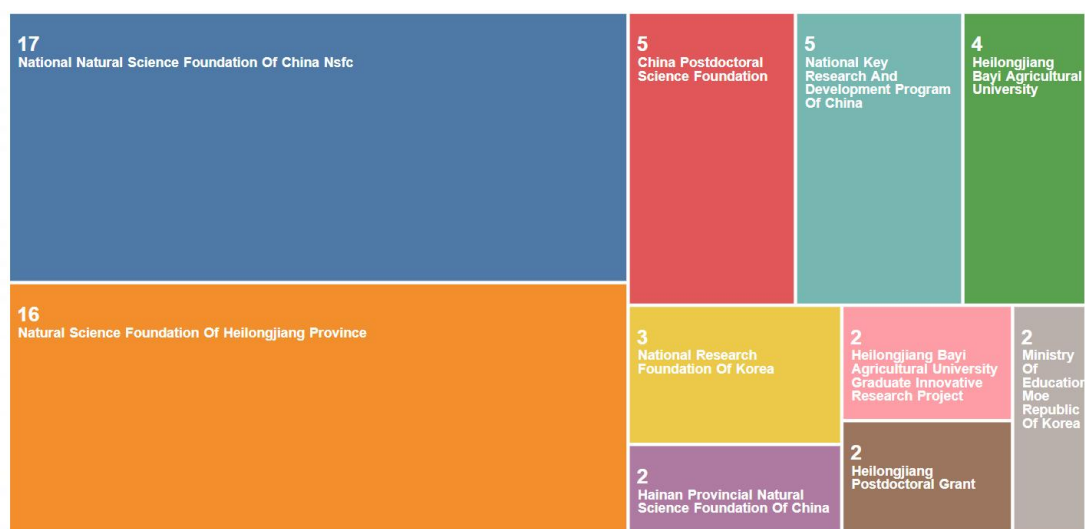 17
National Natural Science Foundation Of China Nsfc
16
Natural Science Foundation Of Heilongjiang Province
5
China Postdoctoral
Science Foundation
5
National Key
Research And
Development Program
Of China
4
Heilongjiang
Bayi Agricultural
University
3
National Research
Foundation Of Korea
2
Hainan Provincial Natural
Science Foundation Of China
2
Heilongjiang Bayi
Agricultural University
Graduate Innovative
Research Project
2
Heilongjiang
Postdoctoral Grant
2
Ministry
Of
Education
Moe
Republic
Of Korea